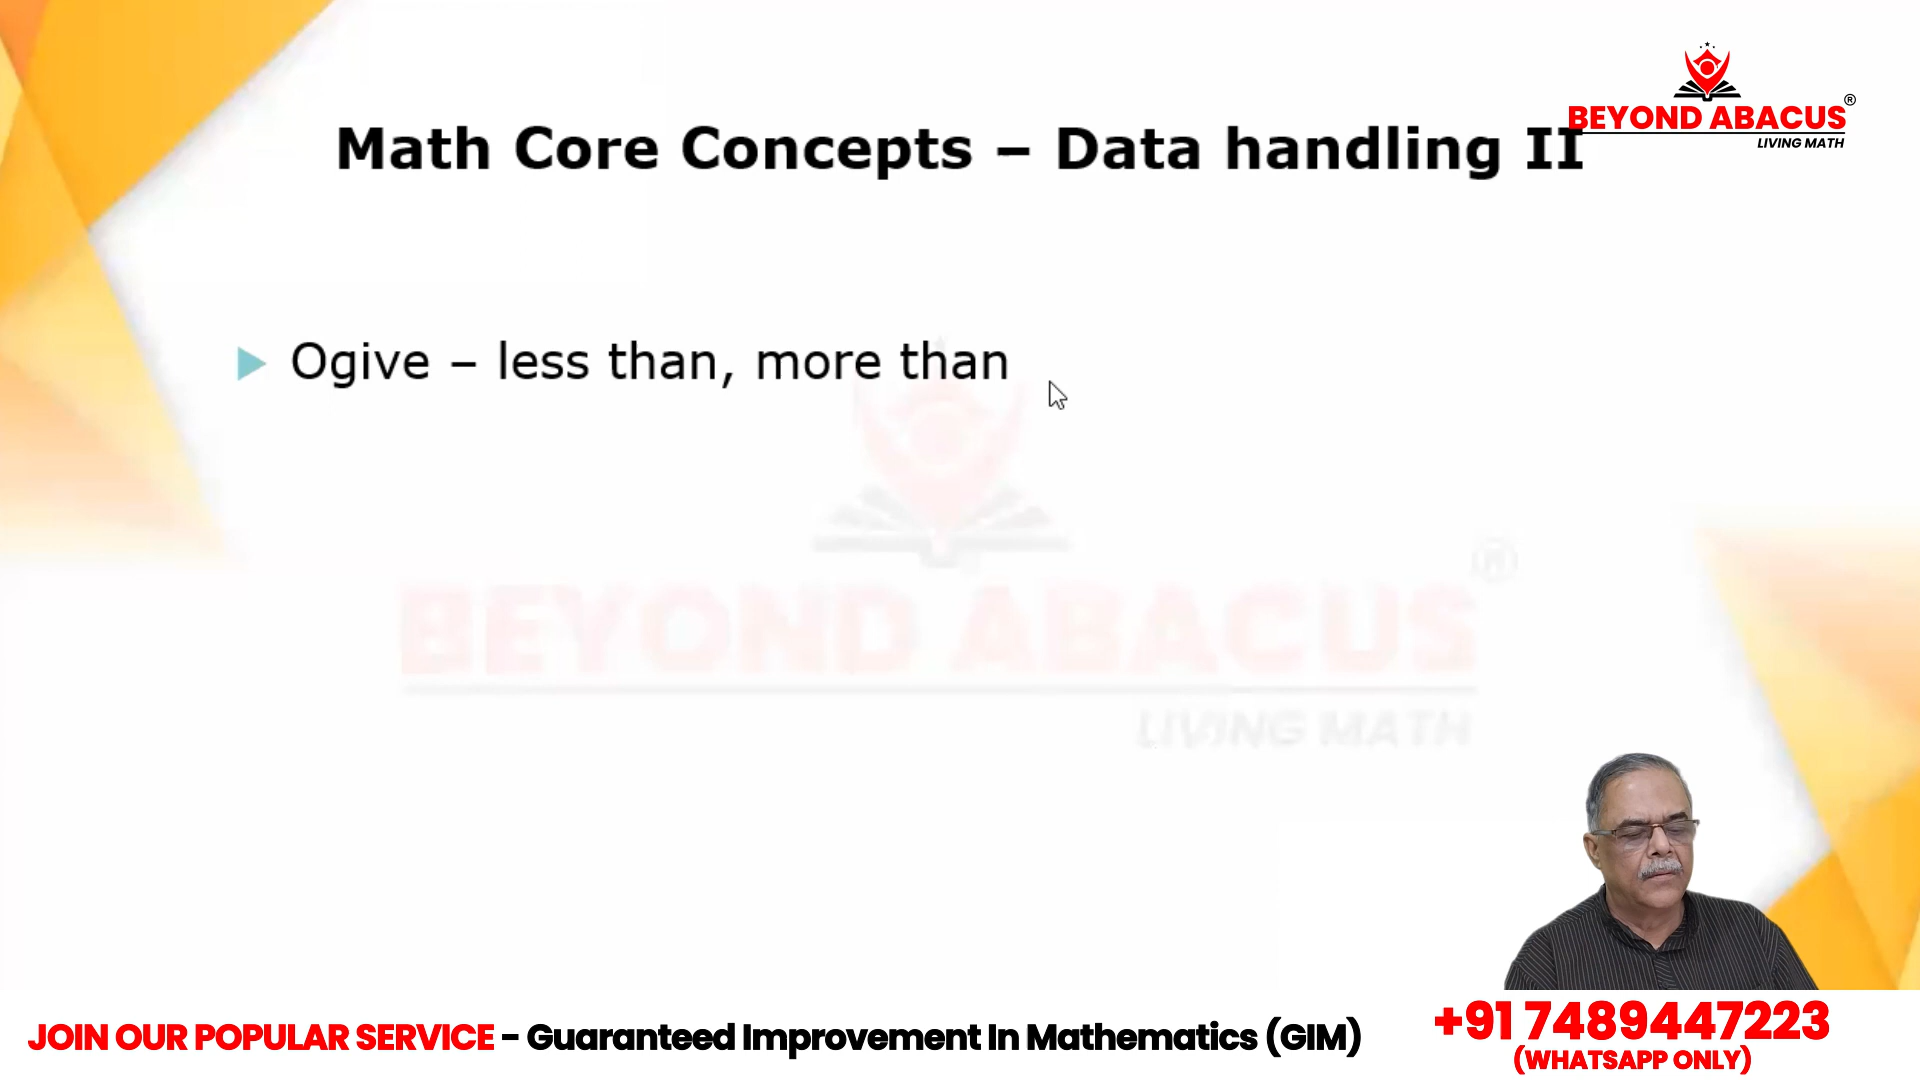 BEYOND ABACUS®
LIVING MATH
Math Core Concepts – Data handling II
Ogive – less than, more than
BEYOND ABACUS®
LIVING MATH
JOIN OUR POPULAR SERVICE – Guaranteed Improvement In Mathematics (GIM)
+91 7489447223
(WHATSAPP ONLY)